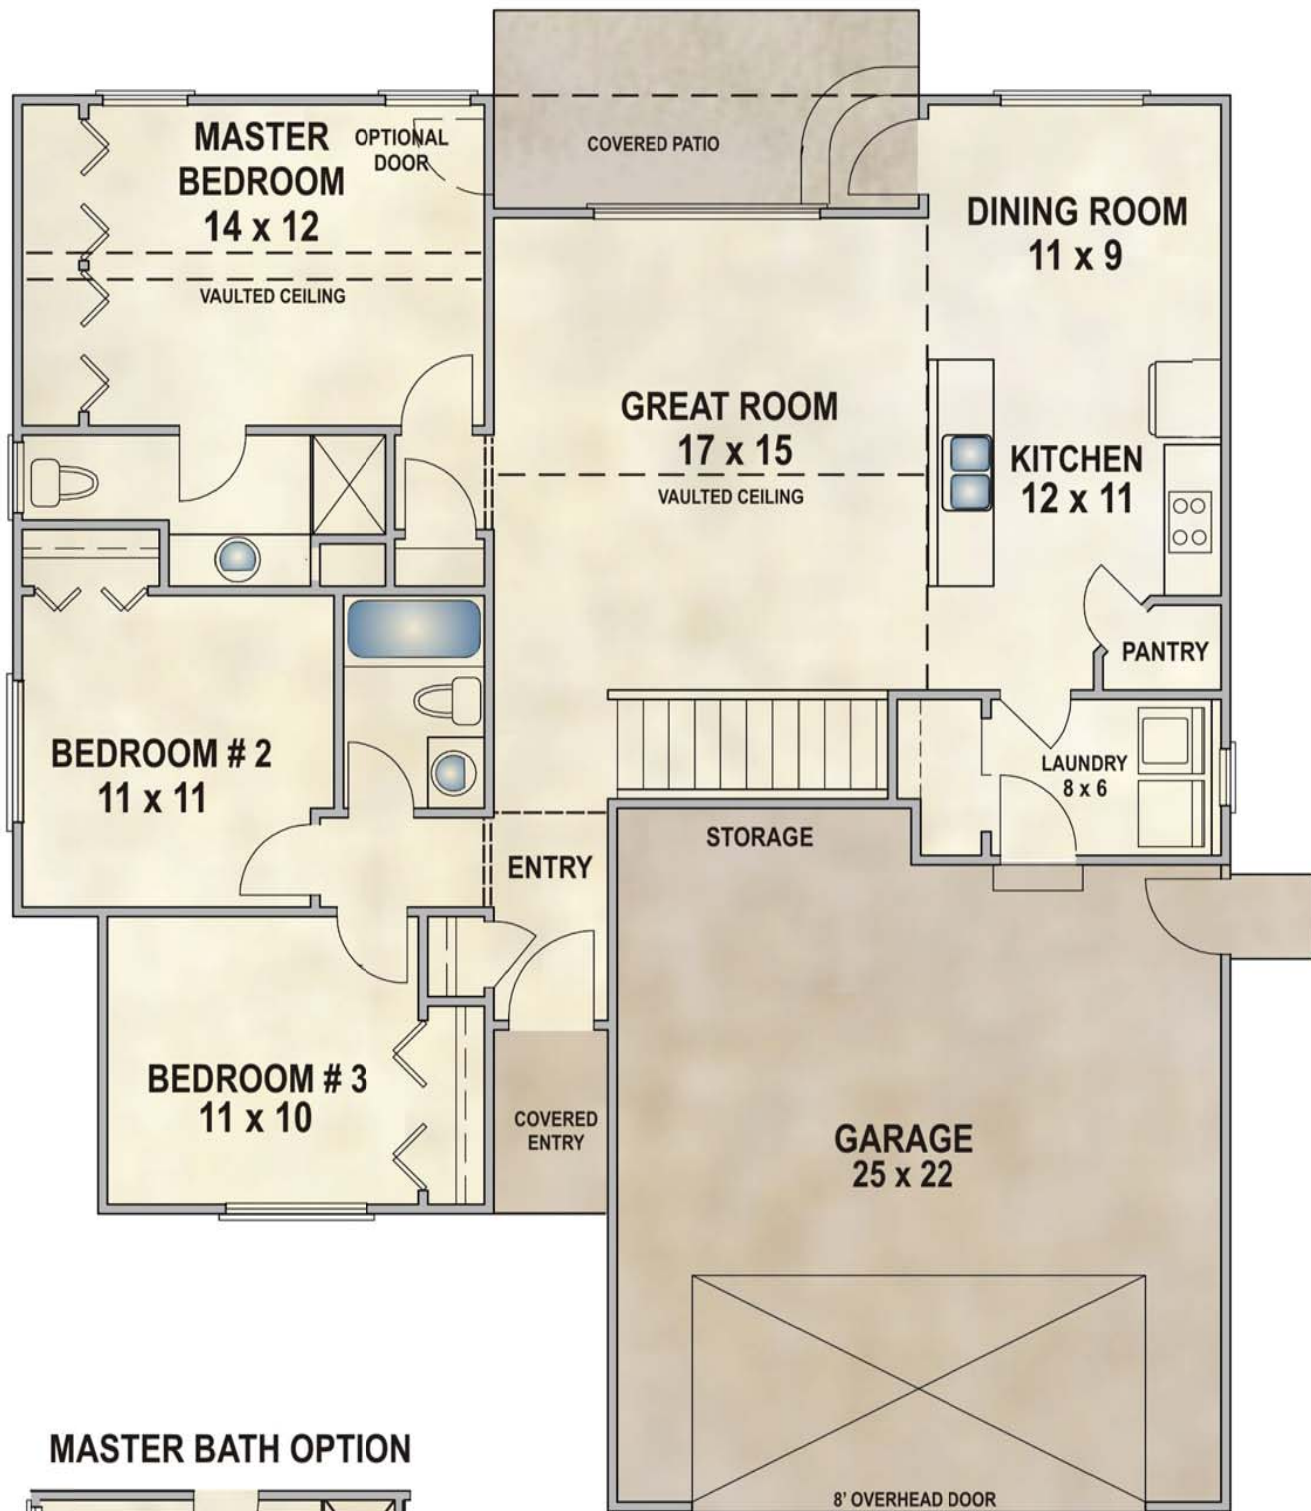 MASTER
BEDROOM
14 x 12
OPTIONAL
DOOR
VAULTED CEILING
COVERED PATIO
DINING ROOM
11 x 9
GREAT ROOM
17 x 15
VAULTED CEILING
KITCHEN
12 x 11
PANTRY
BEDROOM # 2
11 x 11
LAUNDRY
8 x 6
STORAGE
ENTRY
BEDROOM # 3
11 x 10
COVERED
ENTRY
GARAGE
25 x 22
8' OVERHEAD DOOR
MASTER BATH OPTION